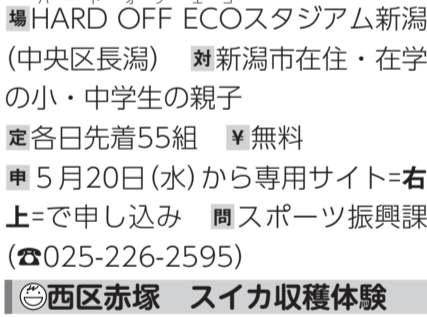 場HARD OFF ECOスタジアム新潟
(中央区長潟)　対新潟市在住・在学
の小・中学生の親子
定各日先着55組　¥無料
申５月20日(水)から専用サイト=右
上=で申し込み　問スポーツ振興課
(☎025-226-2595)
西区赤塚　スイカ収穫体験